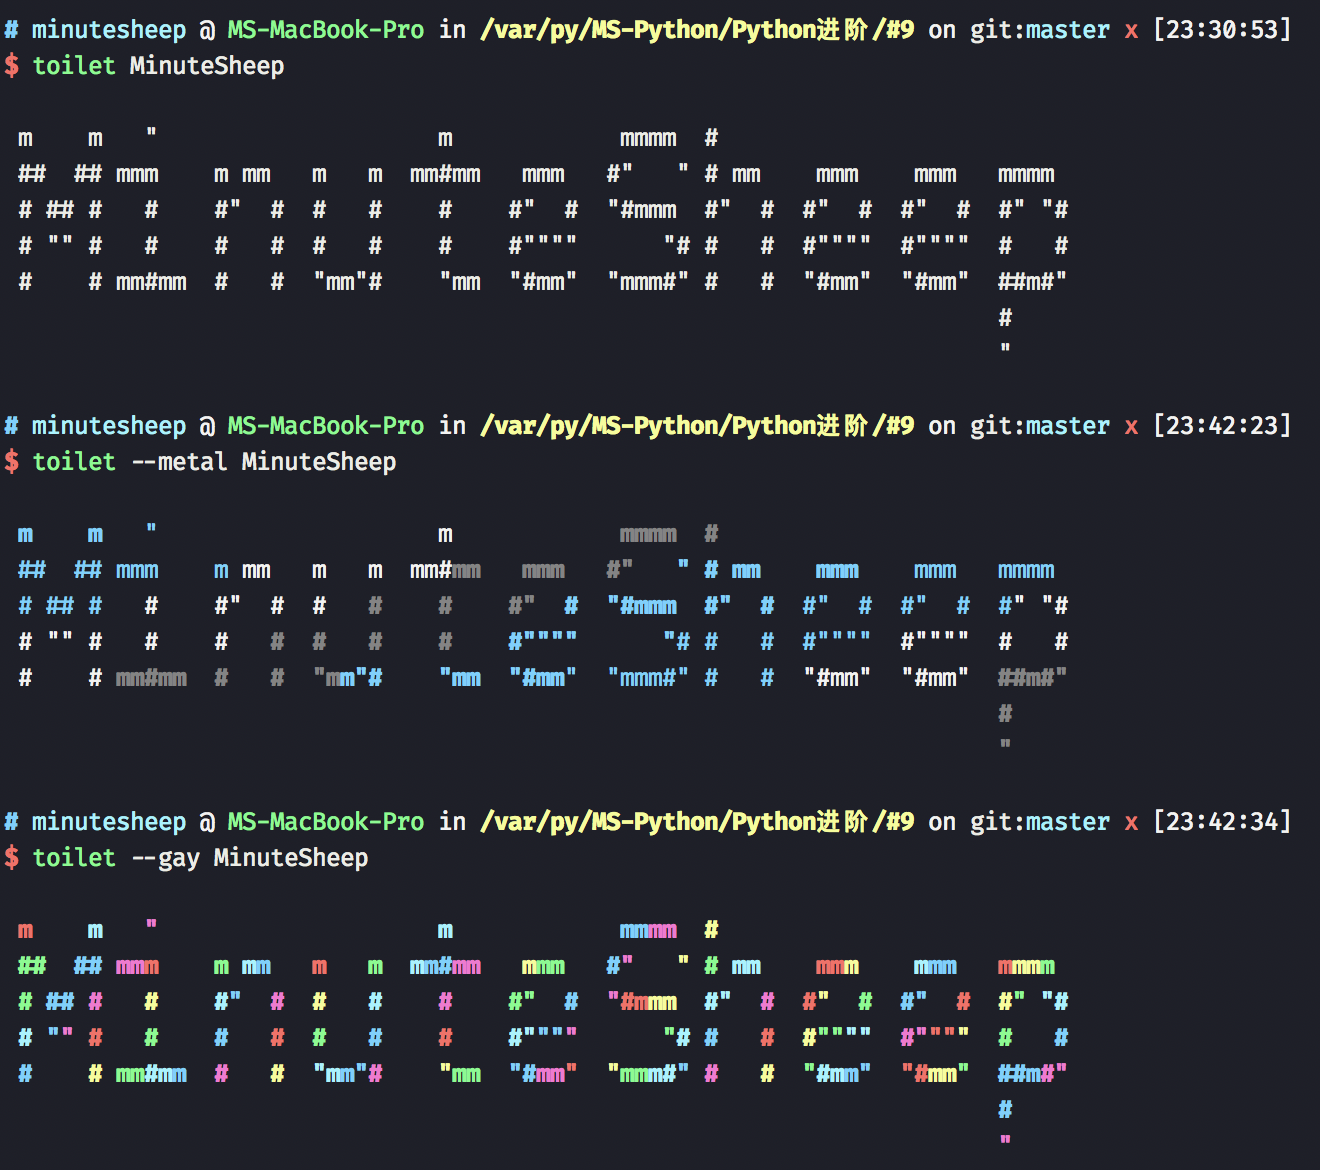 # minutesheep @ MS-MacBook-Pro in /var/py/MS-Python/Python进阶/#9 on git:master x [23:30:53]
$ toilet MinuteSheep
 m    m   "                    m            mmmm  #
 ##  ## mmm    m mm   m   m  mm#mm   mmm   #"   " # mm    mmm    mmm   mmmm
 # ## #   #    #"  #  #   #    #    #"  #  "#mmm  #"  #  #"  #  #"  #  #" "#
 # "" #   #    #   #  #   #    #    #""""      "# #   #  #""""  #""""  #   #
 #    # mm#mm  #   #  "mm"#    "mm  "#mm"  "mmm#" #   #  "#mm"  "#mm"  ##m#"
                                                                       #
                                                                       "
# minutesheep @ MS-MacBook-Pro in /var/py/MS-Python/Python进阶/#9 on git:master x [23:42:23]
$ toilet --metal MinuteSheep
 m    m   "                    m            mmmm  #
 ##  ## mmm    m mm   m   m  mm#mm   mmm   #"   " # mm    mmm    mmm   mmmm
 # ## #   #    #"  #  #   #    #    #"  #  "#mmm  #"  #  #"  #  #"  #  #" "#
 # "" #   #    #   #  #   #    #    #""""      "# #   #  #""""  #""""  #   #
 #    # mm#mm  #   #  "mm"#    "mm  "#mm"  "mmm#" #   #  "#mm"  "#mm"  ##m#"
                                                                       #
                                                                       "
# minutesheep @ MS-MacBook-Pro in /var/py/MS-Python/Python进阶/#9 on git:master x [23:42:34]
$ toilet --gay MinuteSheep
 m    m   "                    m            mmmm  #
 ##  ## mmm    m mm   m   m  mm#mm   mmm   #"   " # mm    mmm    mmm   mmmm
 # ## #   #    #"  #  #   #    #    #"  #  "#mmm  #"  #  #"  #  #"  #  #" "#
 # "" #   #    #   #  #   #    #    #""""      "# #   #  #""""  #""""  #   #
 #    # mm#mm  #   #  "mm"#    "mm  "#mm"  "mmm#" #   #  "#mm"  "#mm"  ##m#"
                                                                       #
                                                                       "